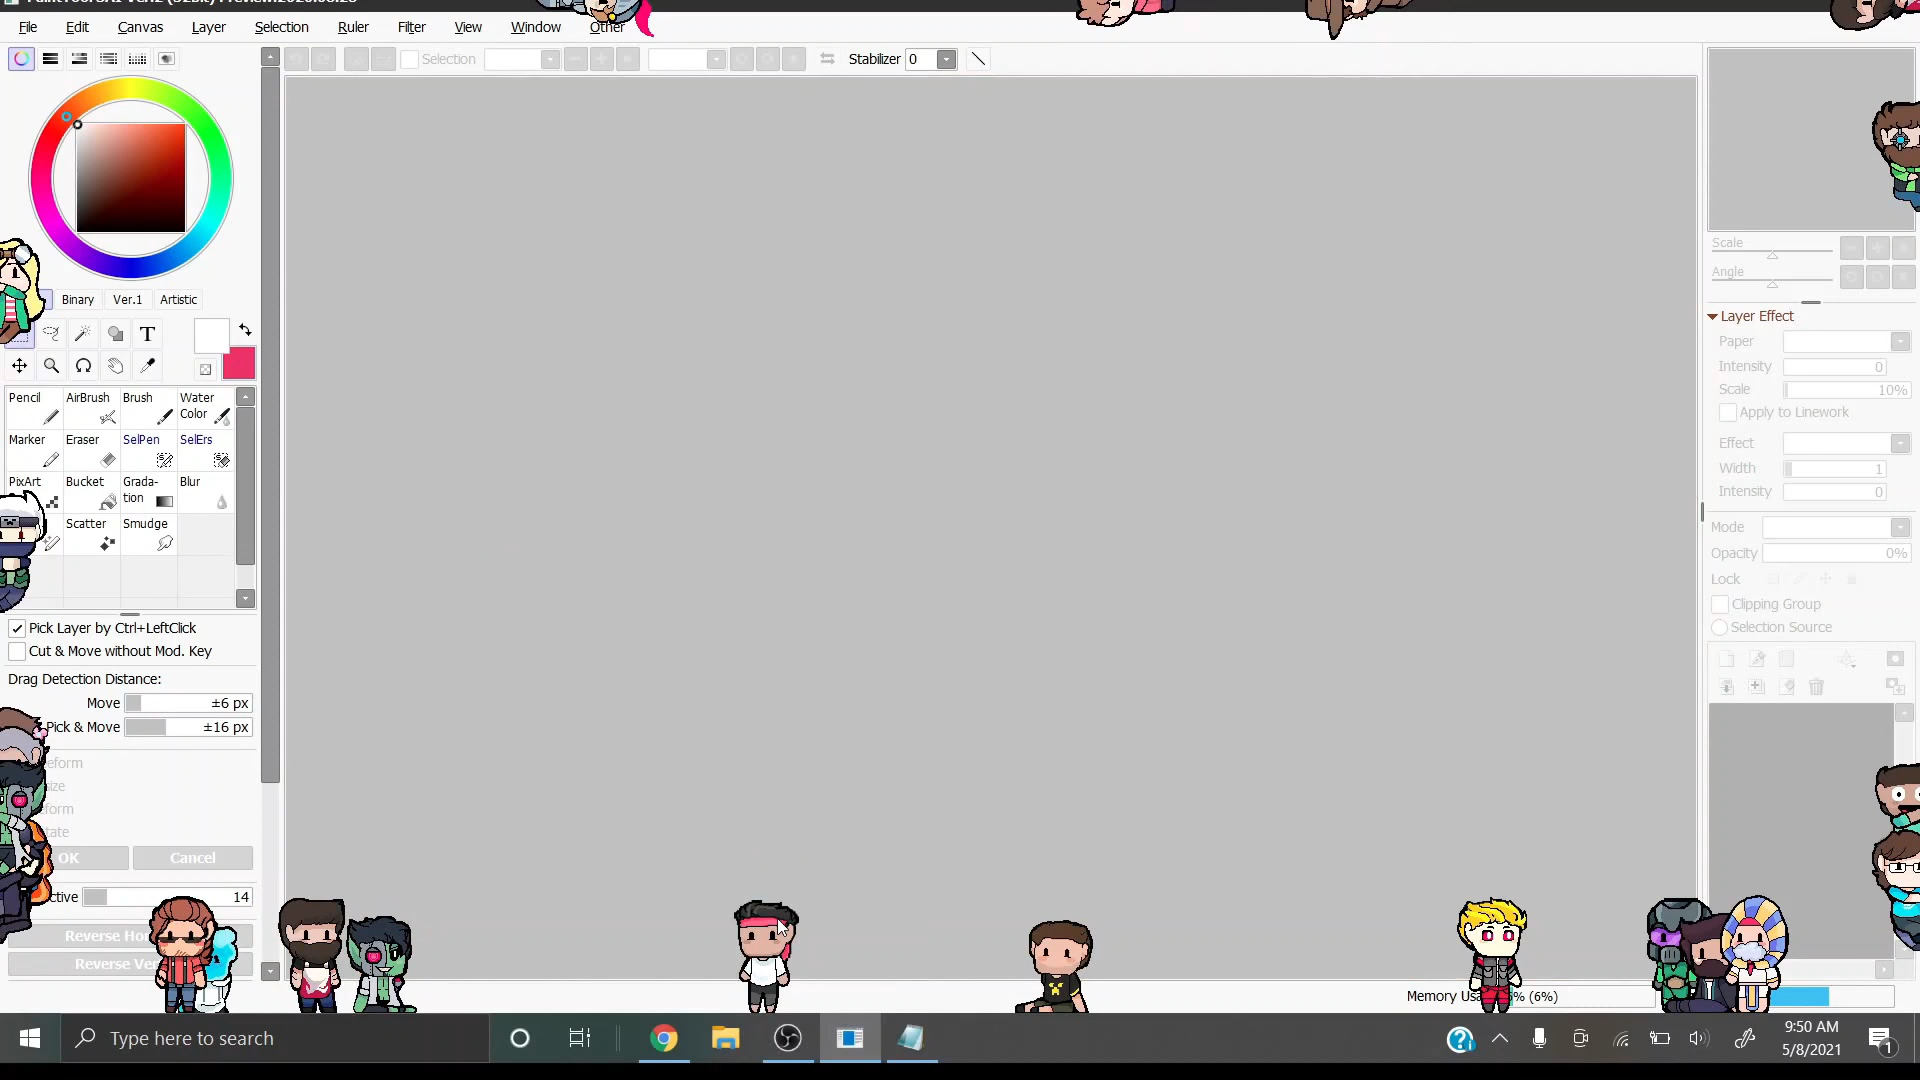 File Edit Canvas Layer Selection Ruler Filter View Window Other
Selection
Stabilizer 0
Binary Ver.1 Artistic
T
Pencil AirBrush Brush Water Color
Marker Eraser SelPen SelErs
PixArt Bucket Grada-tion Blur
Scatter Smudge
Pick Layer by Ctrl+LeftClick
Cut & Move without Mod. Key
Drag Detection Distance:
Move ±6 px
Pick & Move ±16 px
OK Cancel
14
Reverse
Reverse
Scale
Angle
Layer Effect
Paper
Intensity 0
Scale 10%
Apply to Linework
Effect
Width 1
Intensity 0
Mode
Opacity 0%
Lock
Clipping Group
Selection Source
Memory % (6%)
Type here to search
9:50 AM
5/8/2021
1